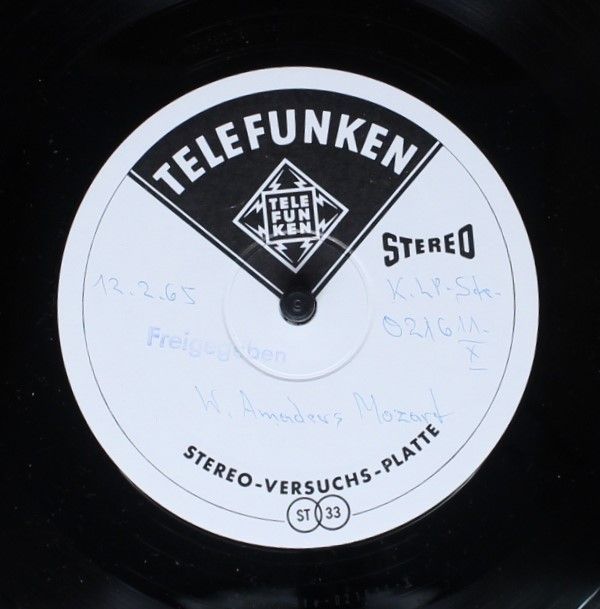 TELEFUNKEN
TELE
FUN
KEN
STEREO
12.2.65
K.LP.Ste.
021611.
X
Freigegeben
W. Amadeus Mozart
STEREO-VERSUCHS-PLATTE
ST 33